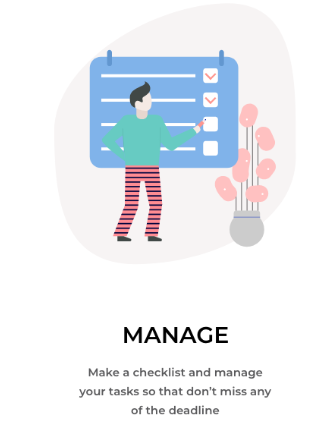 MANAGE
Make a checklist and manage
your tasks so that don't miss any
of the deadline